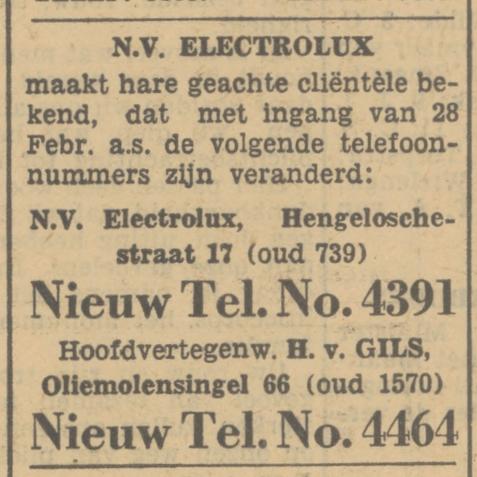 N.V. ELECTROLUX
maakt hare geachte cliëntèle be-
kend, dat met ingang van 28
Febr. a.s. de volgende telefoon-
nummers zijn veranderd:
N.V. Electrolux, Hengelosche-
straat 17 (oud 739)
Nieuw Tel. No. 4391
Hoofdvertegenw. H. v. GILS,
Oliemolensingel 66 (oud 1570)
Nieuw Tel. No. 4464